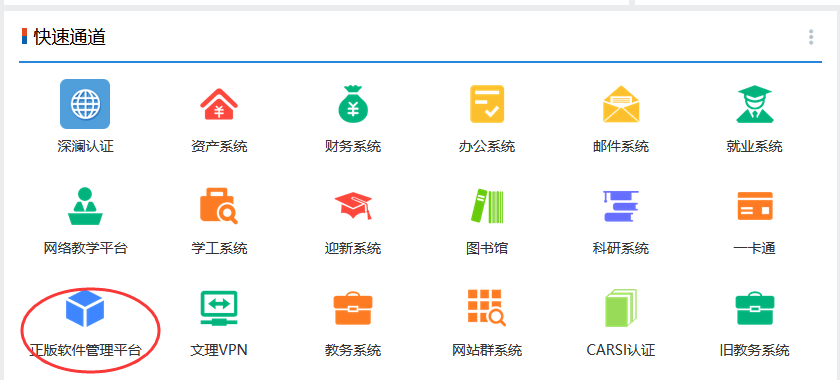 快速通道
深澜认证
资产系统
财务系统
办公系统
邮件系统
就业系统
网络教学平台
学工系统
迎新系统
图书馆
科研系统
一卡通
正版软件管理平台
文理VPN
教务系统
网站群系统
CARSI认证
旧教务系统